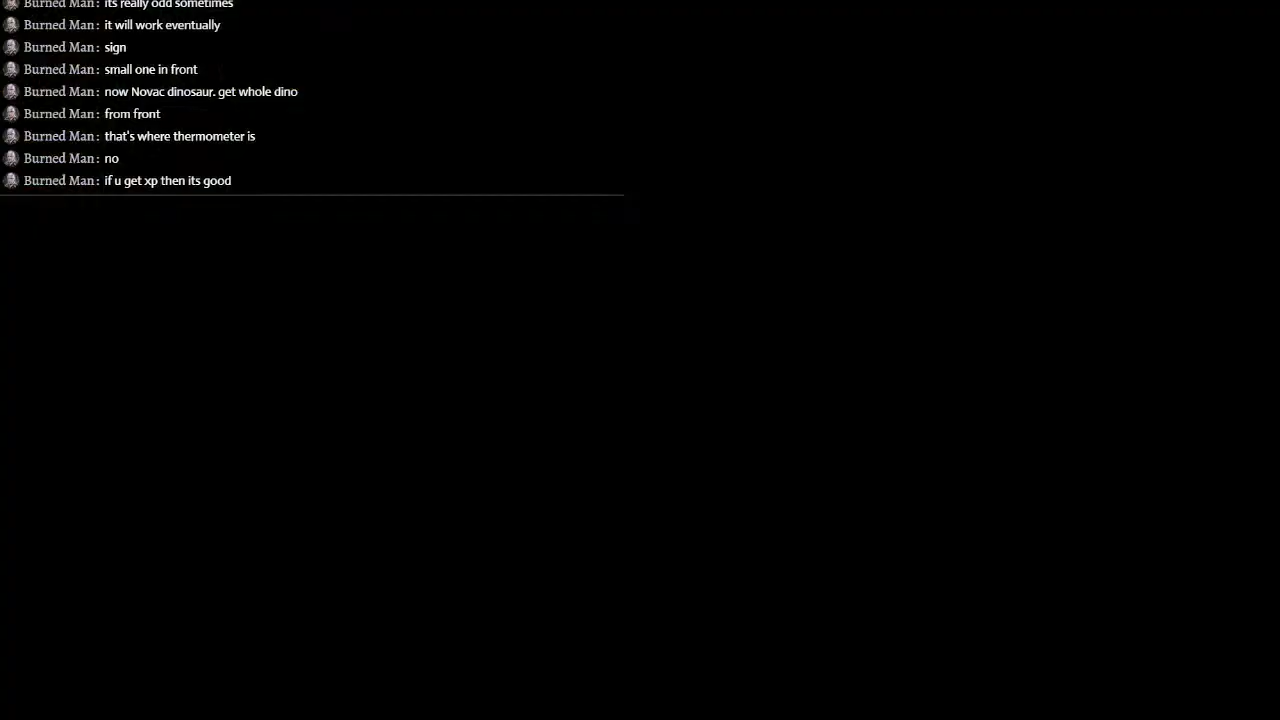 Burned Man: its really odd sometimes
Burned Man: it will work eventually
Burned Man: sign
Burned Man: small one in front
Burned Man: now Novac dinosaur. get whole dino
Burned Man: from front
Burned Man: that's where thermometer is
Burned Man: no
Burned Man: if u get xp then its good